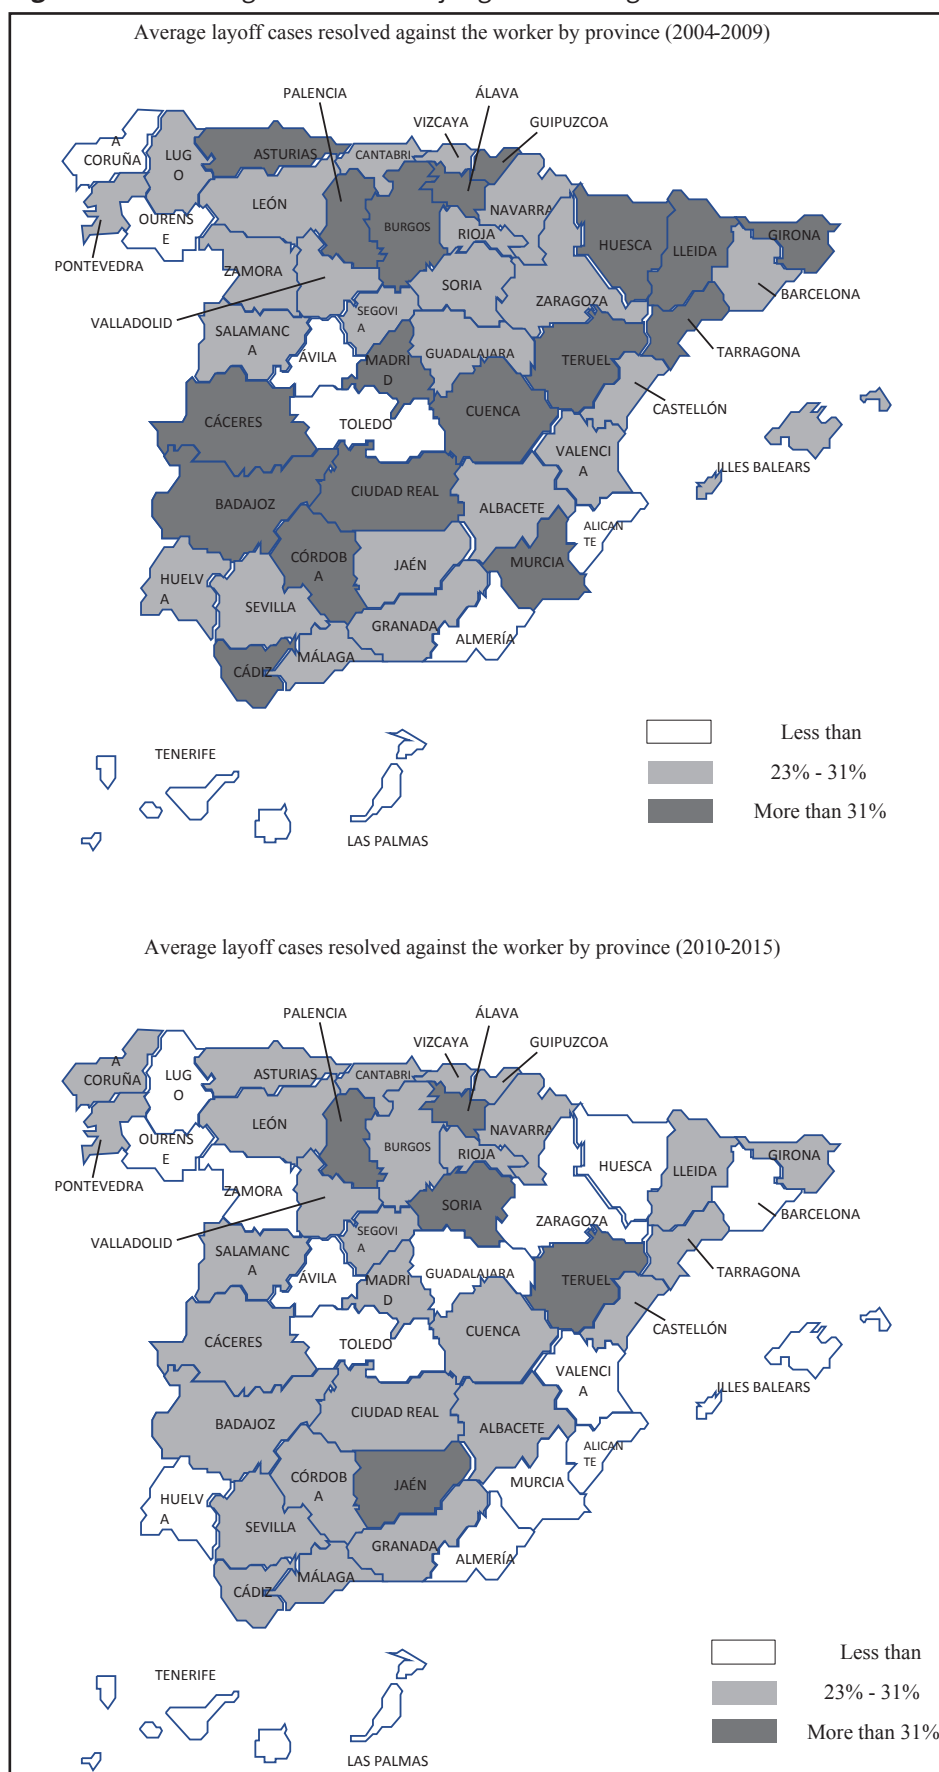 Average layoff cases resolved against the worker by province (2004-2009)
PALENCIA
ÁLAVA
VIZCAYA
GUIPUZCOA
A
CORUÑA
LUG
O
ASTURIAS
CANTABRI
LEÓN
NAVARRA
OURENS
E
BURGOS
RIOJA
HUESCA
LLEIDA
GIRONA
PONTEVEDRA
ZAMORA
SORIA
ZARAGOZA
BARCELONA
VALLADOLID
SEGOVI
A
SALAMANC
A
ÁVILA
MADRI
D
GUADALAJARA
TERUEL
TARRAGONA
CÁCERES
TOLEDO
CUENCA
CASTELLÓN
VALENCI
A
ILLES BALEARS
BADAJOZ
CIUDAD REAL
ALBACETE
ALICAN
TE
CÓRDOB
A
JAÉN
MURCIA
HUELV
A
SEVILLA
GRANADA
ALMERÍA
MÁLAGA
CÁDIZ
TENERIFE
LAS PALMAS
Less than
23% - 31%
More than 31%
Average layoff cases resolved against the worker by province (2010-2015)
PALENCIA
ÁLAVA
VIZCAYA
GUIPUZCOA
A
CORUÑA
LUG
O
ASTURIAS
CANTABRI
LEÓN
NAVARRA
OURENS
E
BURGOS
RIOJA
HUESCA
LLEIDA
GIRONA
PONTEVEDRA
ZAMORA
SORIA
ZARAGOZA
BARCELONA
VALLADOLID
SEGOVI
A
SALAMANC
A
ÁVILA
MADRI
D
GUADALAJARA
TERUEL
TARRAGONA
CÁCERES
TOLEDO
CUENCA
CASTELLÓN
VALENCI
A
ILLES BALEARS
BADAJOZ
CIUDAD REAL
ALBACETE
ALICAN
TE
CÓRDOB
A
JAÉN
MURCIA
HUELV
A
SEVILLA
GRANADA
ALMERÍA
MÁLAGA
CÁDIZ
TENERIFE
LAS PALMAS
Less than
23% - 31%
More than 31%